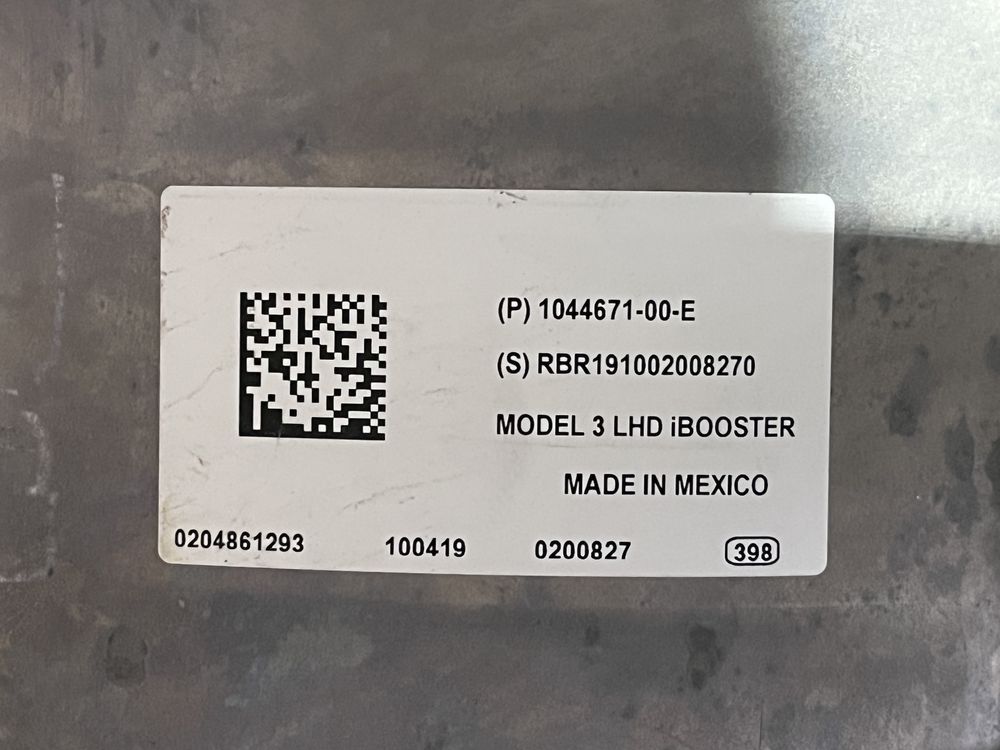 (P) 1044671-00-E
(S) RBR191002008270
MODEL 3 LHD iBOOSTER
MADE IN MEXICO
0204861293 100419 0200827 398